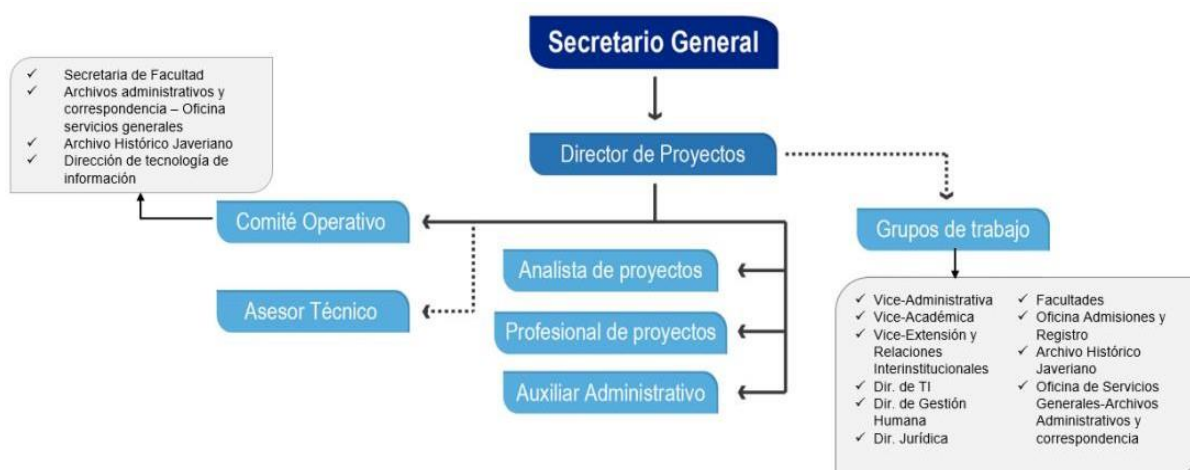 Secretario General
✓ Secretaria de Facultad
✓ Archivos administrativos y
correspondencia – Oficina
servicios generales
✓ Archivo Histórico Javeriano
✓ Dirección de tecnología de
información
Director de Proyectos
Comité Operativo
Grupos de trabajo
Analista de proyectos
Asesor Técnico
Profesional de proyectos
Auxiliar Administrativo
✓ Vice-Administrativa
✓ Vice-Académica
✓ Vice-Extensión y
Relaciones
Interinstitucionales
✓ Dir. de TI
✓ Dir. de Gestión
Humana
✓ Dir. Jurídica
✓ Facultades
✓ Oficina Admisiones y
Registro
✓ Archivo Histórico
Javeriano
✓ Oficina de Servicios
Generales-Archivos
Administrativos y
correspondencia